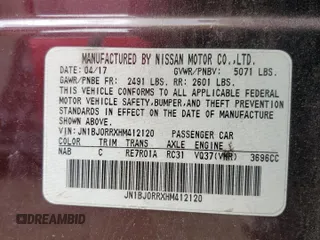 MANUFACTURED BY NISSAN MOTOR CO.,LTD.
DATE: 04/17 GVWR/PNBV: 5071 LBS.
GAWR/PNBE FR: 2491 LBS. RR: 2601 LBS.
THIS VEHICLE CONFORMS TO ALL APPLICABLE FEDERAL
MOTOR VEHICLE SAFETY,BUMPER,AND THEFT PREVENTION
STANDARDS IN EFFECT ON THE DATE OF
MANUFACTURE SHOWN ABOVE.
VIN:JN1BJ0RRXHM412120 PASSENGER CAR
COLOR TRIM TRANS AXLE ENGINE
NAB C RE7R01A RC31 VQ37(VHR) 3696CC
JN1BJ0RRXHM412120
© DREAMBID